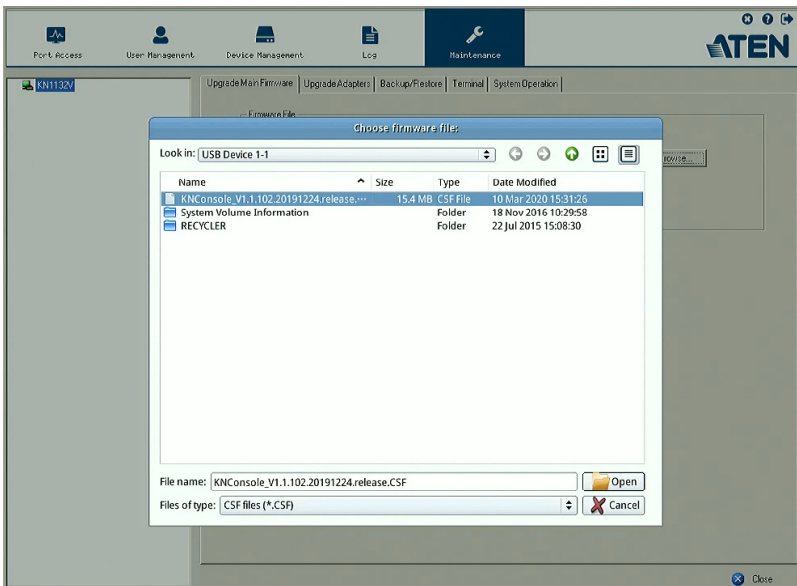 Port Access
User Management
Device Management
Log
Maintenance
ATEN
KN1132V
Upgrade Main Firmware
Upgrade Adapters
Backup/Restore
Terminal
System Operation
Firmware File
Choose firmware file:
Look in: USB Device 1-1
Name Size Type Date Modified
KNConsole_V1.1.102.20191224.release.··· 15.4 MB CSF File 10 Mar 2020 15:31:26
System Volume Information Folder 18 Nov 2016 10:29:58
RECYCLER Folder 22 Jul 2015 15:08:30
File name: KNConsole_V1.1.102.20191224.release.CSF
Open
Files of type: CSF files (*.CSF)
Cancel
Close